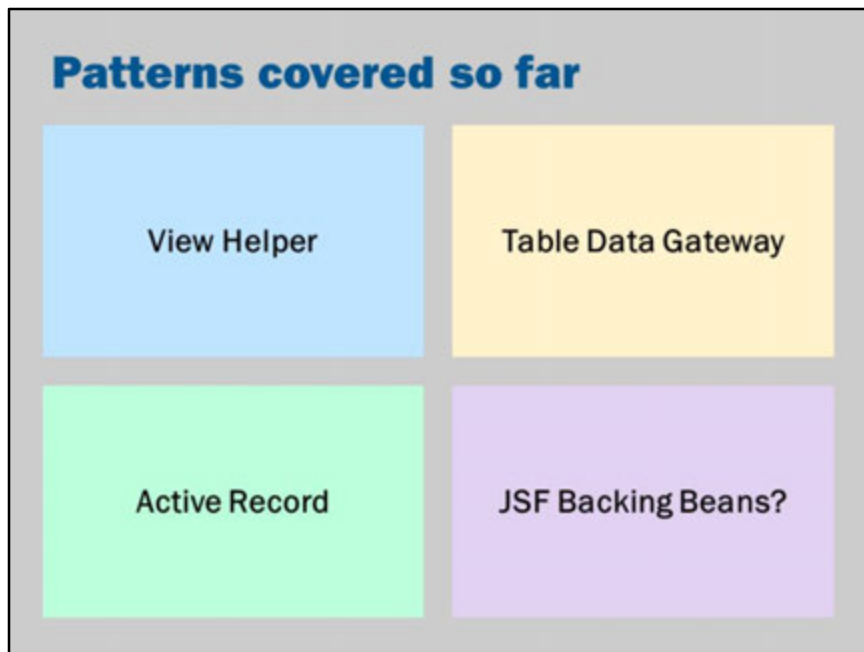 Patterns covered so far
View Helper
Table Data Gateway
Active Record
JSF Backing Beans?